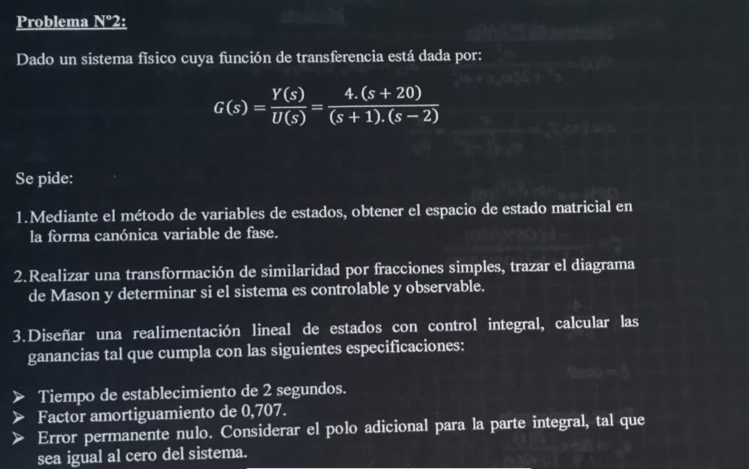 Problema N°2:
Dado un sistema físico cuya función de transferencia está dada por:
G(s) = Y(s)/U(s) = 4.(s + 20)/(s + 1).(s − 2)
Se pide:
1.Mediante el método de variables de estados, obtener el espacio de estado matricial en
la forma canónica variable de fase.
2.Realizar una transformación de similaridad por fracciones simples, trazar el diagrama
de Mason y determinar si el sistema es controlable y observable.
3.Diseñar una realimentación lineal de estados con control integral, calcular las
ganancias tal que cumpla con las siguientes especificaciones:
➤ Tiempo de establecimiento de 2 segundos.
➤ Factor amortiguamiento de 0,707.
➤ Error permanente nulo. Considerar el polo adicional para la parte integral, tal que
sea igual al cero del sistema.